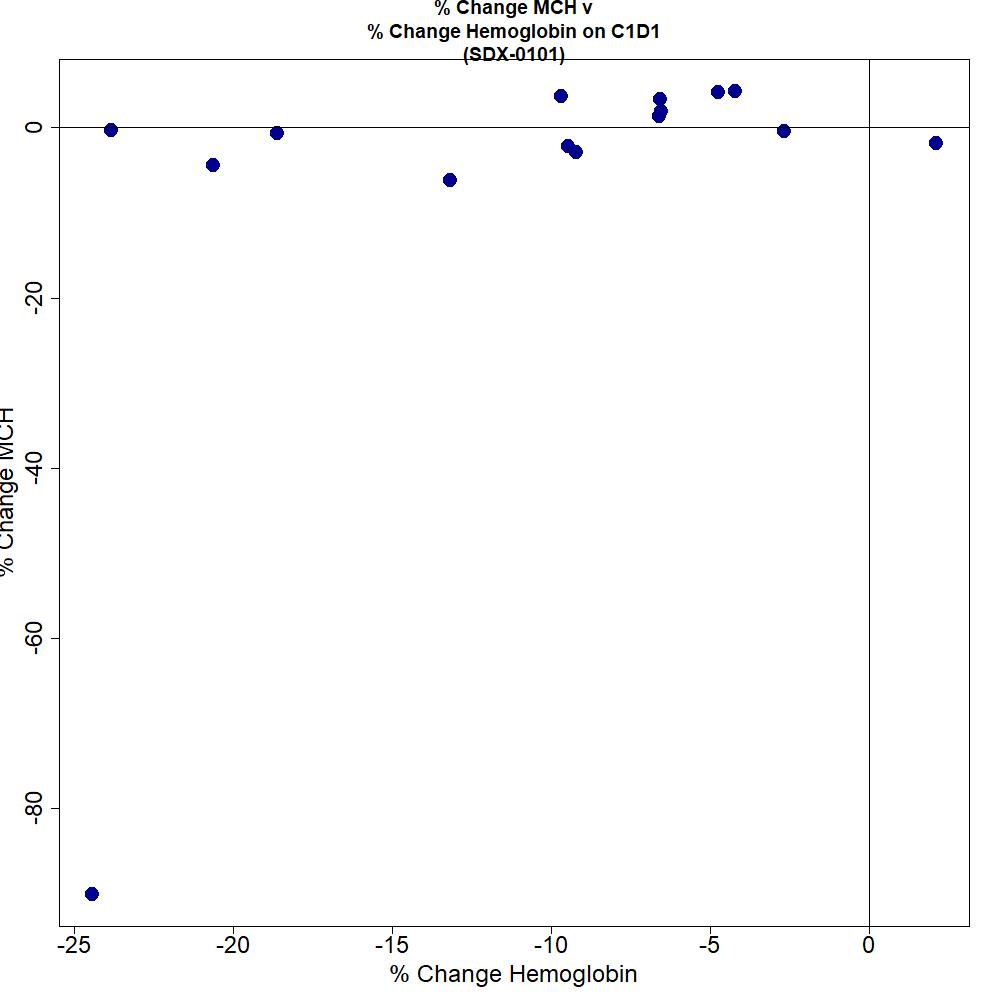 % Change MCH v
% Change Hemoglobin on C1D1
(SDX-0101)
% Change MCH
0
-20
-40
-60
-80
-25
-20
-15
-10
-5
0
% Change Hemoglobin